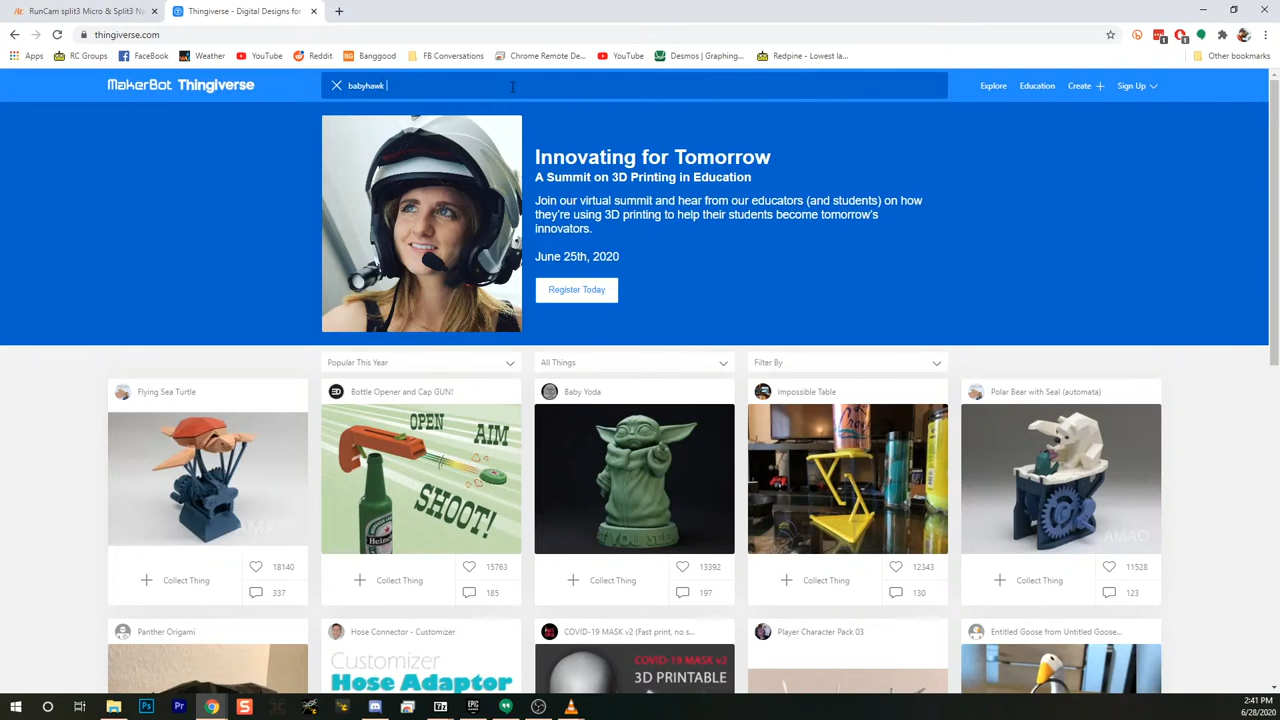 RunCam split3 Micro & Split3 Na
Thingiverse - Digital Designs for
thingiverse.com
Apps
RC Groups
FaceBook
Weather
YouTube
Reddit
BG Banggood
FB Conversations
Chrome Remote De...
YouTube
Desmos | Graphing...
Redpine - Lowest la...
Other bookmarks
MakerBot Thingiverse
babyhawk
Explore
Education
Create
Sign Up
Innovating for Tomorrow
A Summit on 3D Printing in Education
Join our virtual summit and hear from our educators (and students) on how
they're using 3D printing to help their students become tomorrow's
innovators.
June 25th, 2020
Register Today
Popular This Year
All Things
Filter By
Flying Sea Turtle
Bottle Opener and Cap GUN!
Baby Yoda
Impossible Table
Polar Bear with Seal (automata)
OPEN
AIM
SHOOT!
Heineken
AMAO
AMAO
Collect Thing
18140
337
Collect Thing
15763
185
Collect Thing
13392
197
Collect Thing
12343
130
Collect Thing
11528
123
Panther Origami
Hose Connector - Customizer
COVID-19 MASK v2 (Fast print, no s...
Player Character Pack 03
Entitled Goose from Untitled Goose...
Customizer
Hose Adaptor
COVID-19 MASK v2
3D PRINTABLE
2:41 PM
6/28/2020